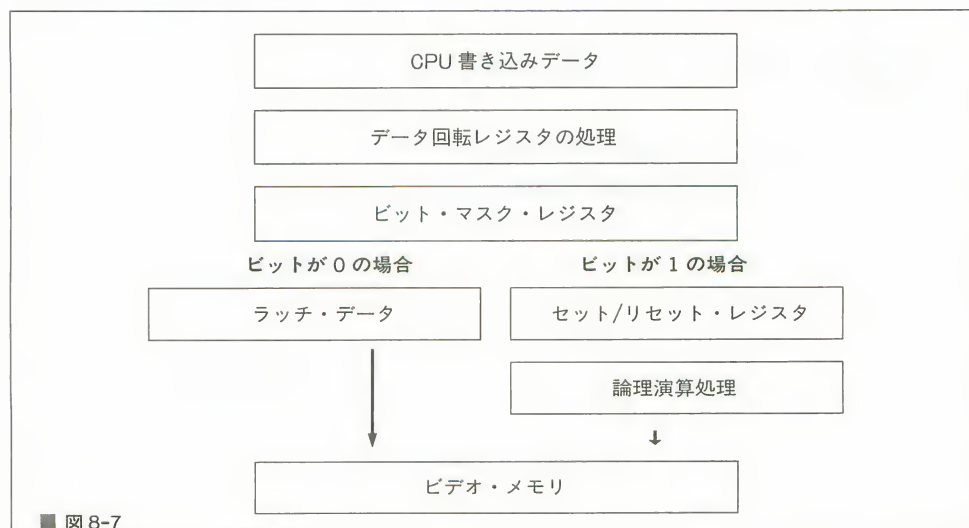 CPU 書き込みデータ
データ回転レジスタの処理
ビット・マスク・レジスタ
ビットが 0 の場合
ビットが 1 の場合
ラッチ・データ
セット/リセット・レジスタ
論理演算処理
ビデオ・メモリ
■ 図 8-7